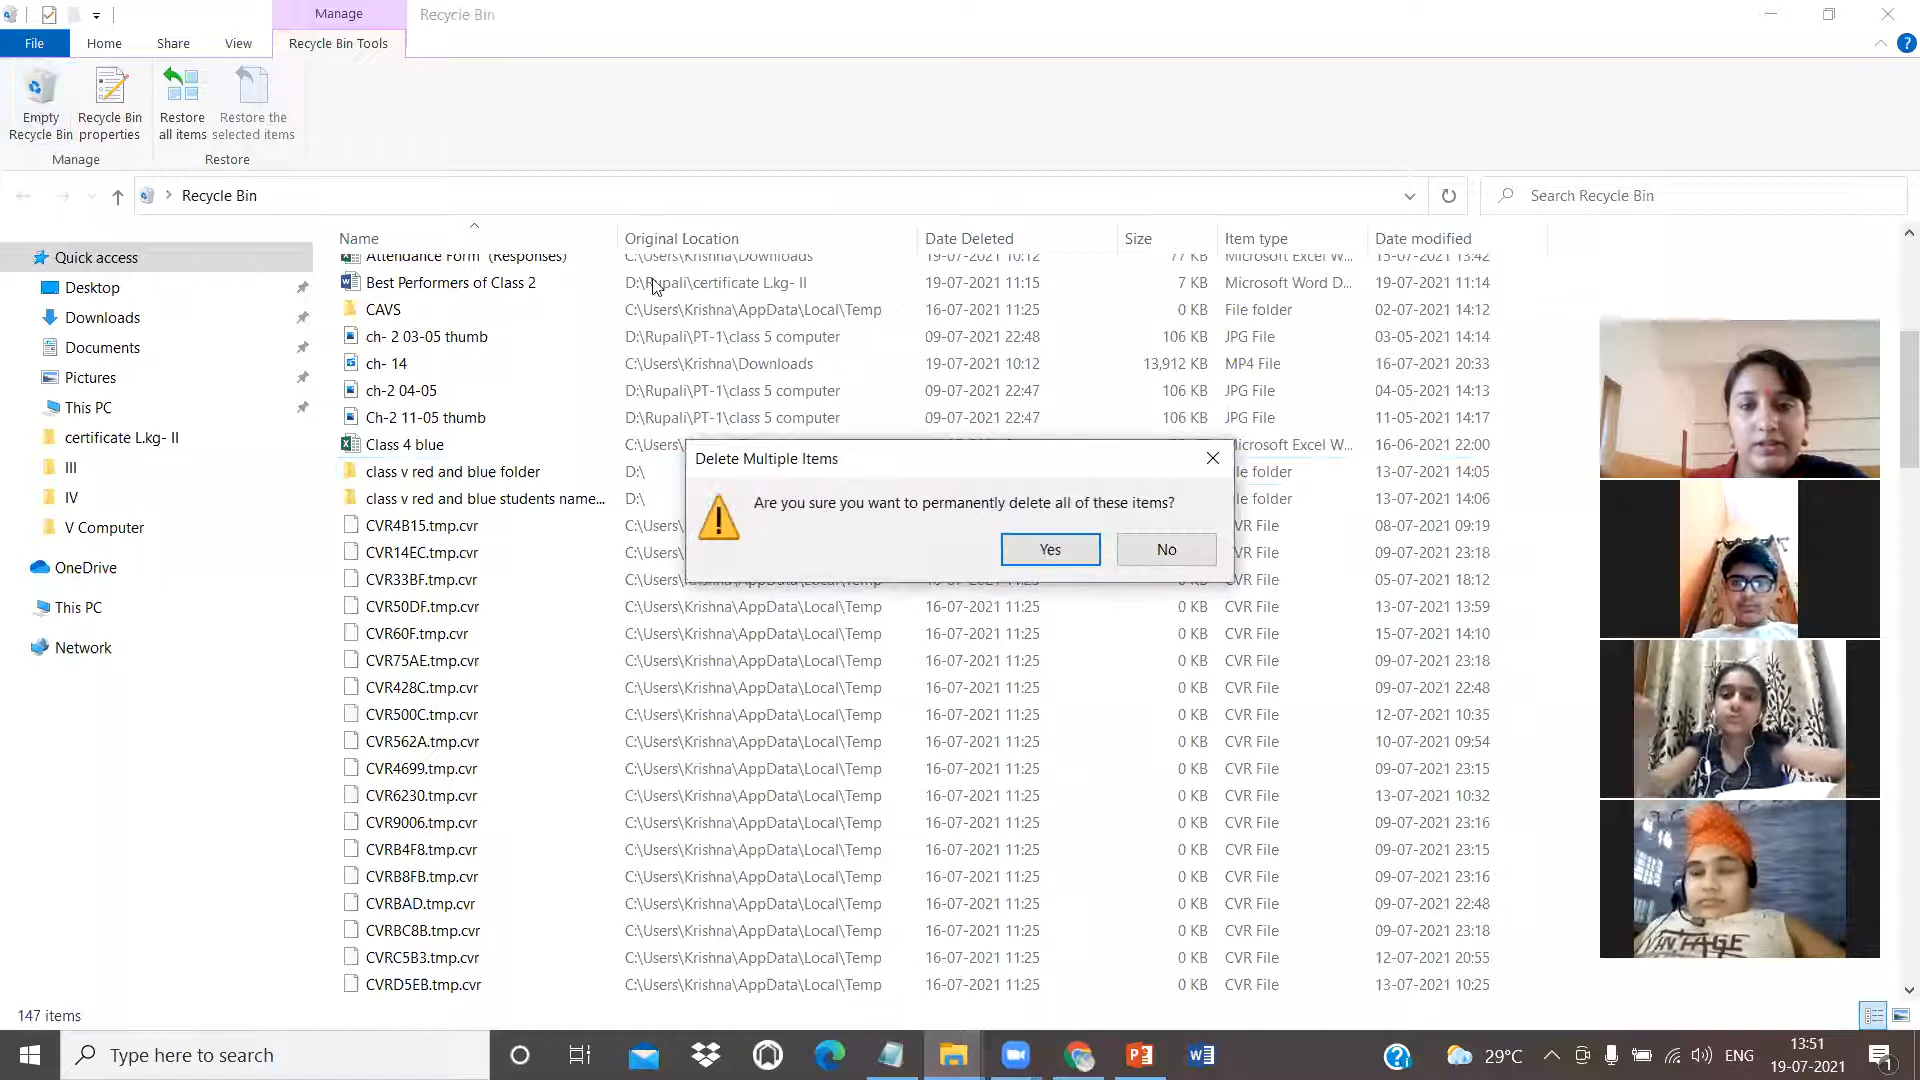 Manage Recycle Bin
File Home Share View Recycle Bin Tools
Empty Recycle Bin Recycle Bin properties Restore all items Restore the selected items
Manage Restore
Recycle Bin Search Recycle Bin
Name Original Location Date Deleted Size Item type Date modified
Attendance Form (Responses) C:\Users\Krishna\Downloads 19-07-2021 10:12 77 KB Microsoft Excel W... 15-07-2021 13:42
Quick access
Best Performers of Class 2 D:\Rupali\certificate L.kg- II 19-07-2021 11:15 7 KB Microsoft Word D... 19-07-2021 11:14
Desktop
CAVS C:\Users\Krishna\AppData\Local\Temp 16-07-2021 11:25 0 KB File folder 02-07-2021 14:12
Downloads
ch- 2 03-05 thumb D:\Rupali\PT-1\class 5 computer 09-07-2021 22:48 106 KB JPG File 03-05-2021 14:14
Documents
ch- 14 C:\Users\Krishna\Downloads 19-07-2021 10:12 13,912 KB MP4 File 16-07-2021 20:33
Pictures
ch-2 04-05 D:\Rupali\PT-1\class 5 computer 09-07-2021 22:47 106 KB JPG File 04-05-2021 14:13
This PC
Ch-2 11-05 thumb D:\Rupali\PT-1\class 5 computer 09-07-2021 22:47 106 KB JPG File 11-05-2021 14:17
certificate L.kg- II
Class 4 blue C:\Users\ Microsoft Excel W... 16-06-2021 22:00
III
class v red and blue folder D:\ File folder 13-07-2021 14:05
IV
class v red and blue students name... D:\ File folder 13-07-2021 14:06
V Computer
CVR4B15.tmp.cvr C:\Users CVR File 08-07-2021 09:19
CVR14EC.tmp.cvr C:\Users CVR File 09-07-2021 23:18
OneDrive
CVR33BF.tmp.cvr C:\Users\Krishna\AppData\Local\Temp 16-07-2021 11:25 0 KB CVR File 05-07-2021 18:12
This PC
CVR50DF.tmp.cvr C:\Users\Krishna\AppData\Local\Temp 16-07-2021 11:25 0 KB CVR File 13-07-2021 13:59
CVR60F.tmp.cvr C:\Users\Krishna\AppData\Local\Temp 16-07-2021 11:25 0 KB CVR File 15-07-2021 14:10
Network
CVR75AE.tmp.cvr C:\Users\Krishna\AppData\Local\Temp 16-07-2021 11:25 0 KB CVR File 09-07-2021 23:18
CVR428C.tmp.cvr C:\Users\Krishna\AppData\Local\Temp 16-07-2021 11:25 0 KB CVR File 09-07-2021 22:48
CVR500C.tmp.cvr C:\Users\Krishna\AppData\Local\Temp 16-07-2021 11:25 0 KB CVR File 12-07-2021 10:35
CVR562A.tmp.cvr C:\Users\Krishna\AppData\Local\Temp 16-07-2021 11:25 0 KB CVR File 10-07-2021 09:54
CVR4699.tmp.cvr C:\Users\Krishna\AppData\Local\Temp 16-07-2021 11:25 0 KB CVR File 09-07-2021 23:15
CVR6230.tmp.cvr C:\Users\Krishna\AppData\Local\Temp 16-07-2021 11:25 0 KB CVR File 13-07-2021 10:32
CVR9006.tmp.cvr C:\Users\Krishna\AppData\Local\Temp 16-07-2021 11:25 0 KB CVR File 09-07-2021 23:16
CVRB4F8.tmp.cvr C:\Users\Krishna\AppData\Local\Temp 16-07-2021 11:25 0 KB CVR File 09-07-2021 23:15
CVRB8FB.tmp.cvr C:\Users\Krishna\AppData\Local\Temp 16-07-2021 11:25 0 KB CVR File 09-07-2021 23:16
CVRBAD.tmp.cvr C:\Users\Krishna\AppData\Local\Temp 16-07-2021 11:25 0 KB CVR File 09-07-2021 22:48
CVRBC8B.tmp.cvr C:\Users\Krishna\AppData\Local\Temp 16-07-2021 11:25 0 KB CVR File 09-07-2021 23:18
CVRC5B3.tmp.cvr C:\Users\Krishna\AppData\Local\Temp 16-07-2021 11:25 0 KB CVR File 12-07-2021 20:55
CVRD5EB.tmp.cvr C:\Users\Krishna\AppData\Local\Temp 16-07-2021 11:25 0 KB CVR File 13-07-2021 10:25
Delete Multiple Items
Are you sure you want to permanently delete all of these items?
Yes No
VANTAGE
147 items
Type here to search 29°C ENG 13:51
19-07-2021 1